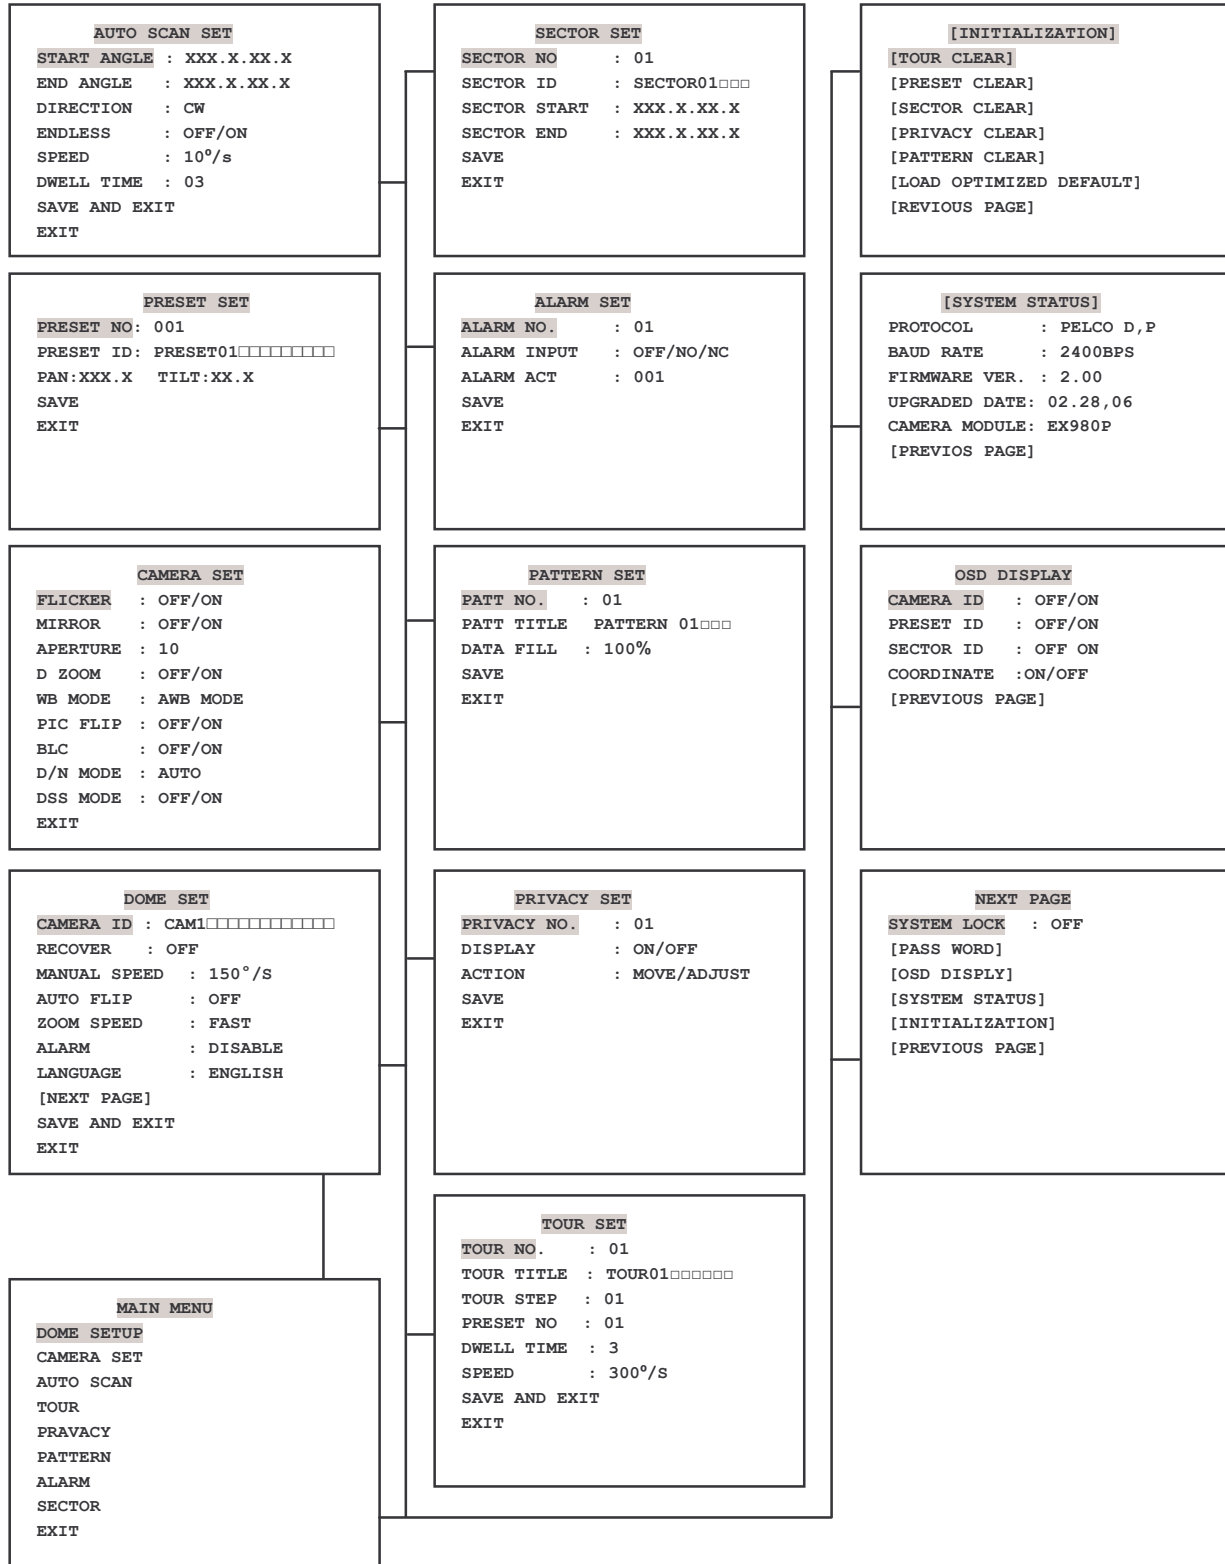 AUTO SCAN SET
START ANGLE : XXX.X.XX.X
END ANGLE : XXX.X.XX.X
DIRECTION : CW
ENDLESS : OFF/ON
SPEED : 10°/s
DWELL TIME : 03
SAVE AND EXIT
EXIT
PRESET SET
PRESET NO: 001
PRESET ID: PRESET01□□□□□□□□□
PAN:XXX.X TILT:XX.X
SAVE
EXIT
CAMERA SET
FLICKER : OFF/ON
MIRROR : OFF/ON
APERTURE : 10
D ZOOM : OFF/ON
WB MODE : AWB MODE
PIC FLIP : OFF/ON
BLC : OFF/ON
D/N MODE : AUTO
DSS MODE : OFF/ON
EXIT
DOME SET
CAMERA ID : CAM1□□□□□□□□□□□□
RECOVER : OFF
MANUAL SPEED : 150°/S
AUTO FLIP : OFF
ZOOM SPEED : FAST
ALARM : DISABLE
LANGUAGE : ENGLISH
[NEXT PAGE]
SAVE AND EXIT
EXIT
MAIN MENU
DOME SETUP
CAMERA SET
AUTO SCAN
TOUR
PRAVACY
PATTERN
ALARM
SECTOR
EXIT
SECTOR SET
SECTOR NO : 01
SECTOR ID : SECTOR01□□□
SECTOR START : XXX.X.XX.X
SECTOR END : XXX.X.XX.X
SAVE
EXIT
ALARM SET
ALARM NO. : 01
ALARM INPUT : OFF/NO/NC
ALARM ACT : 001
SAVE
EXIT
PATTERN SET
PATT NO. : 01
PATT TITLE PATTERN 01□□□
DATA FILL : 100%
SAVE
EXIT
PRIVACY SET
PRIVACY NO. : 01
DISPLAY : ON/OFF
ACTION : MOVE/ADJUST
SAVE
EXIT
TOUR SET
TOUR NO. : 01
TOUR TITLE : TOUR01□□□□□□
TOUR STEP : 01
PRESET NO : 01
DWELL TIME : 3
SPEED : 300°/S
SAVE AND EXIT
EXIT
[INITIALIZATION]
[TOUR CLEAR]
[PRESET CLEAR]
[SECTOR CLEAR]
[PRIVACY CLEAR]
[PATTERN CLEAR]
[LOAD OPTIMIZED DEFAULT]
[REVIOUS PAGE]
[SYSTEM STATUS]
PROTOCOL : PELCO D,P
BAUD RATE : 2400BPS
FIRMWARE VER. : 2.00
UPGRADED DATE: 02.28,06
CAMERA MODULE: EX980P
[PREVIOS PAGE]
OSD DISPLAY
CAMERA ID : OFF/ON
PRESET ID : OFF/ON
SECTOR ID : OFF ON
COORDINATE :ON/OFF
[PREVIOUS PAGE]
NEXT PAGE
SYSTEM LOCK : OFF
[PASS WORD]
[OSD DISPLY]
[SYSTEM STATUS]
[INITIALIZATION]
[PREVIOUS PAGE]